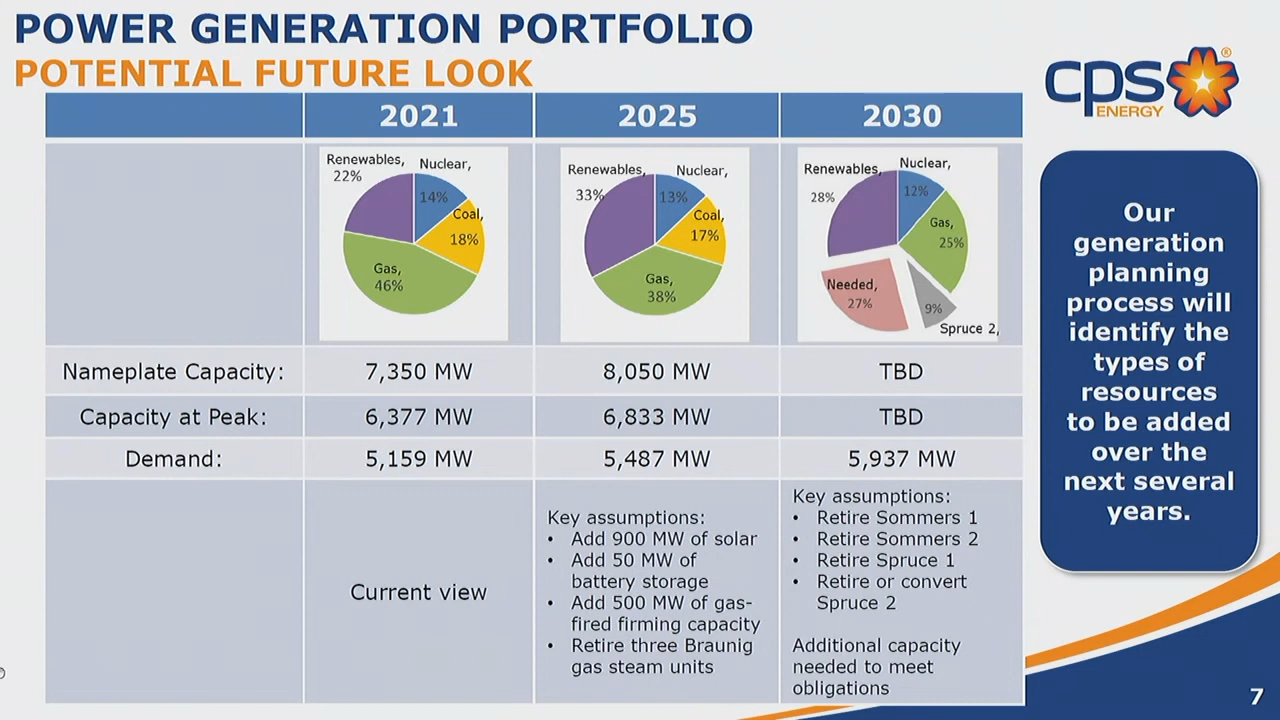 POWER GENERATION PORTFOLIO
POTENTIAL FUTURE LOOK
cps®
ENERGY
2021
2025
2030
Renewables,
22%
Nuclear,
14%
Coal,
18%
Gas,
46%
Renewables,
33%
Nuclear,
13%
Coal,
17%
Gas,
38%
Renewables,
28%
Nuclear,
12%
Gas,
25%
Needed,
27%
9%
Spruce 2,
Nameplate Capacity:
7,350 MW
8,050 MW
TBD
Capacity at Peak:
6,377 MW
6,833 MW
TBD
Demand:
5,159 MW
5,487 MW
5,937 MW
Current view
Key assumptions:
• Add 900 MW of solar
• Add 50 MW of
battery storage
• Add 500 MW of gas-
fired firming capacity
• Retire three Braunig
gas steam units
Key assumptions:
• Retire Sommers 1
• Retire Sommers 2
• Retire Spruce 1
• Retire or convert
Spruce 2
Additional capacity
needed to meet
obligations
Our
generation
planning
process will
identify the
types of
resources
to be added
over the
next several
years.
7